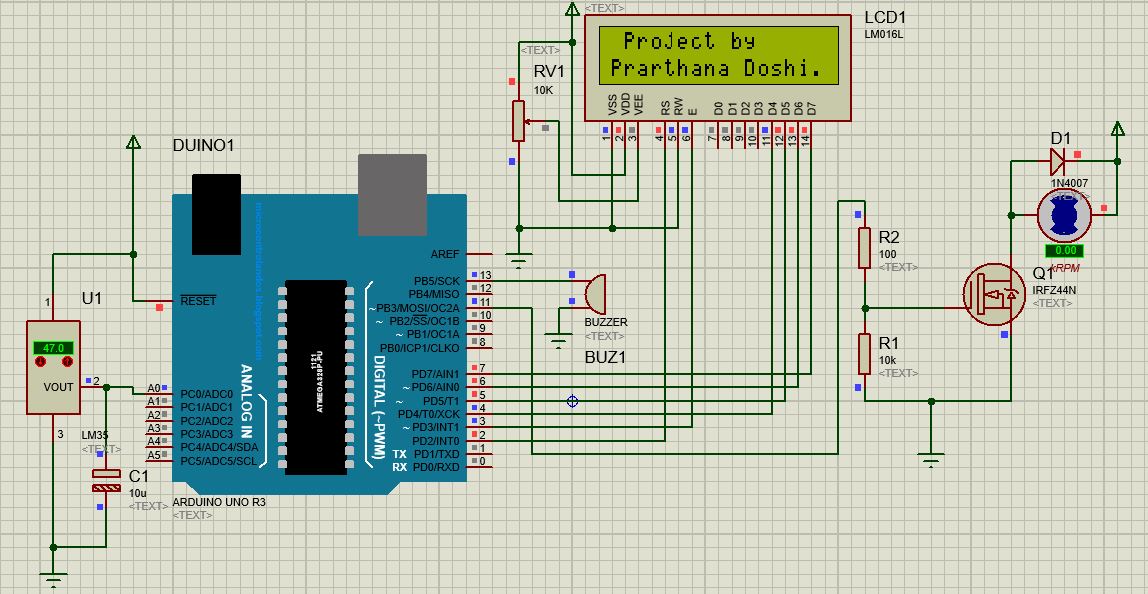 <TEXT>
LCD1
LM016L
Project by
Prarthana Doshi.
<TEXT>
RV1
10K
VSS
VDD
VEE
RS
RW
E
D0
D1
D2
D3
D4
D5
D6
D7
1
2
3
4
5
6
7
8
9
10
11
12
13
14
DUINO1
microcontrolandos.blogspot.com
AREF
RESET
PB5/SCK 13
PB4/MISO 12
~PB3/MOSI/OC2A 11
~ PB2/SS/OC1B 10
~ PB1/OC1A 9
PB0/ICP1/CLKO 8
PD7/AIN1 7
~ PD6/AIN0 6
~ PD5/T1 5
PD4/T0/XCK 4
~ PD3/INT1 3
PD2/INT0 2
TX PD1/TXD 1
RX PD0/RXD 0
DIGITAL (~PWM)
ANALOG IN
1121
ATMEGA328P-PU
A0 PC0/ADC0
A1 PC1/ADC1
A2 PC2/ADC2
A3 PC3/ADC3
A4 PC4/ADC4/SDA
A5 PC5/ADC5/SCL
ARDUINO UNO R3
<TEXT>
U1
1
47.0
VOUT
2
3
LM35
<TEXT>
C1
10u
<TEXT>
BUZZER
<TEXT>
BUZ1
R2
100
<TEXT>
R1
10k
<TEXT>
D1
1N4007
<TEXT>
0.00
kRPM
Q1
IRFZ44N
<TEXT>